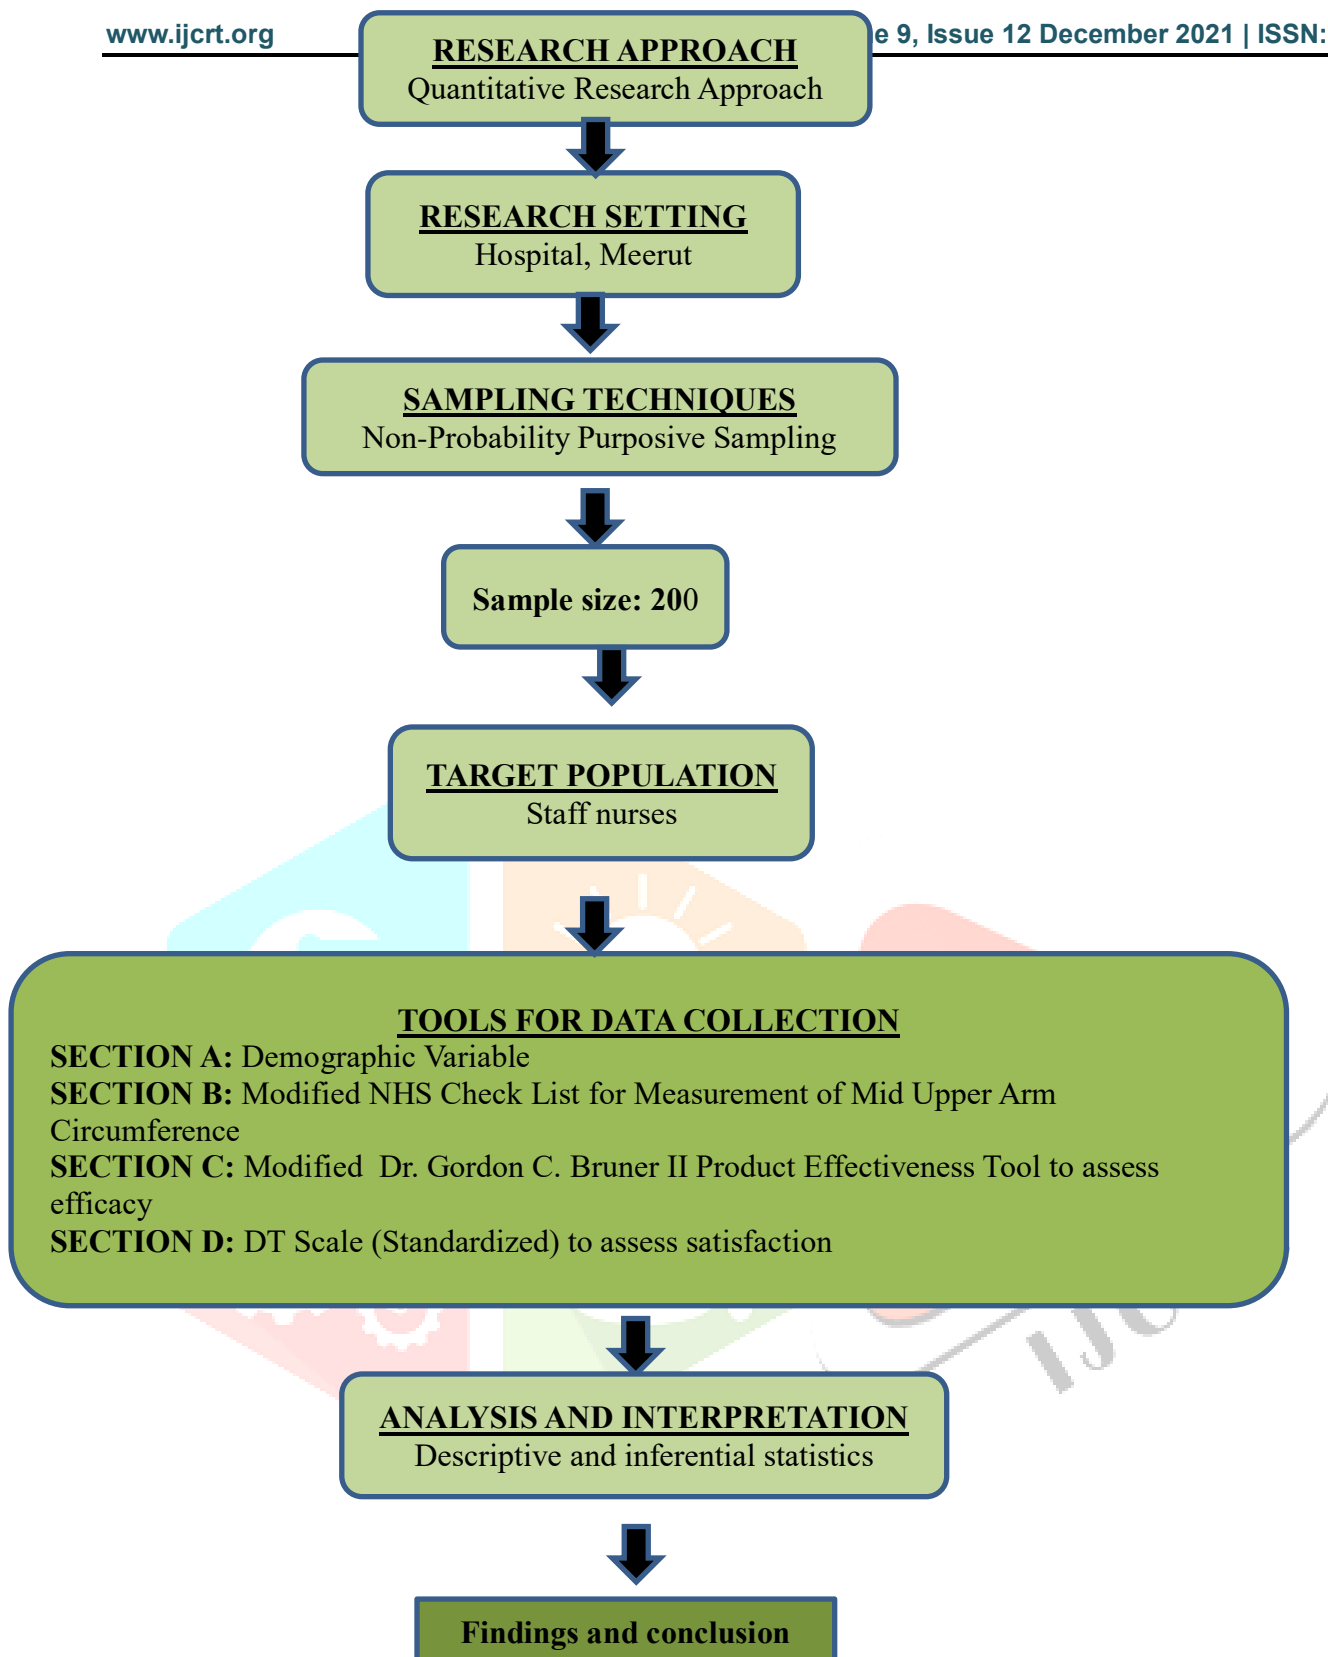 www.ijcrt.org
e 9, Issue 12 December 2021 | ISSN:
RESEARCH APPROACH
Quantitative Research Approach
RESEARCH SETTING
Hospital, Meerut
SAMPLING TECHNIQUES
Non-Probability Purposive Sampling
Sample size: 200
TARGET POPULATION
Staff nurses
TOOLS FOR DATA COLLECTION
SECTION A: Demographic Variable
SECTION B: Modified NHS Check List for Measurement of Mid Upper Arm
Circumference
SECTION C: Modified  Dr. Gordon C. Bruner II Product Effectiveness Tool to assess
efficacy
SECTION D: DT Scale (Standardized) to assess satisfaction
ANALYSIS AND INTERPRETATION
Descriptive and inferential statistics
Findings and conclusion